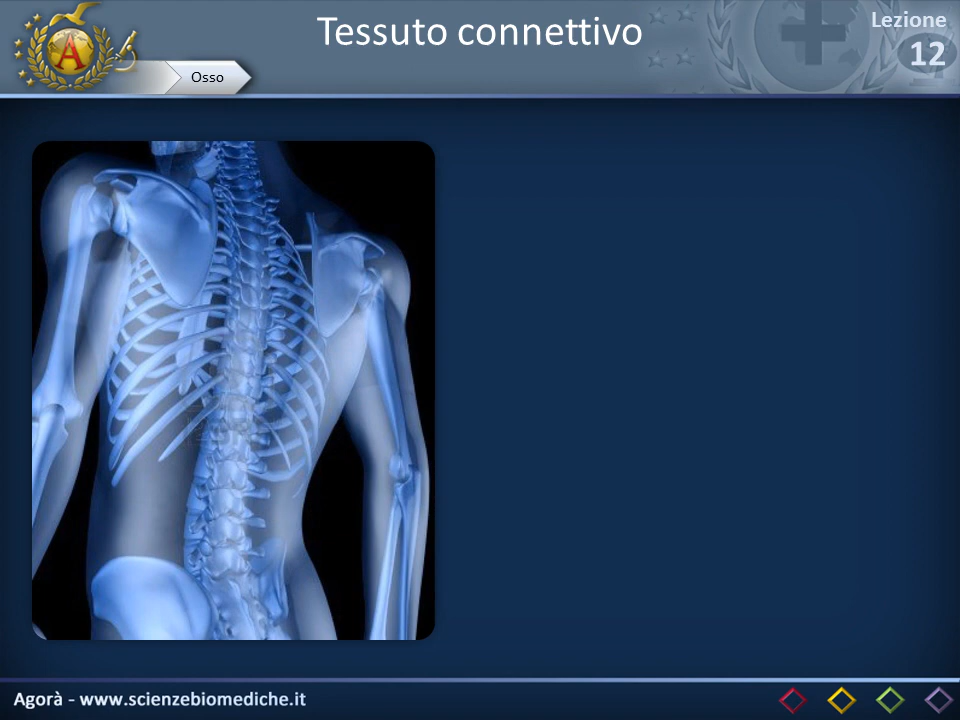 Tessuto connettivo
Lezione
12
A
Osso
Agorà - www.scienzebiomediche.it